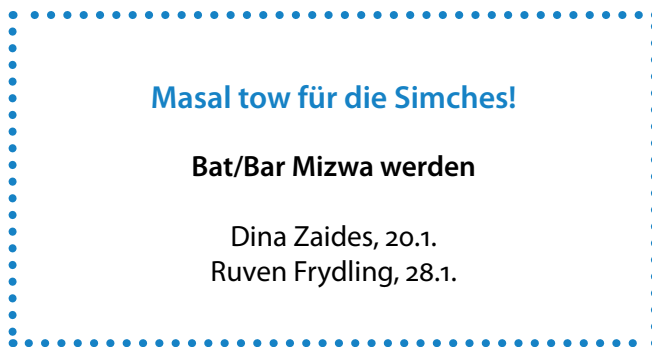 Masal tow für die Simches!
Bat/Bar Mizwa werden
Dina Zaides, 20.1.
Ruven Frydling, 28.1.